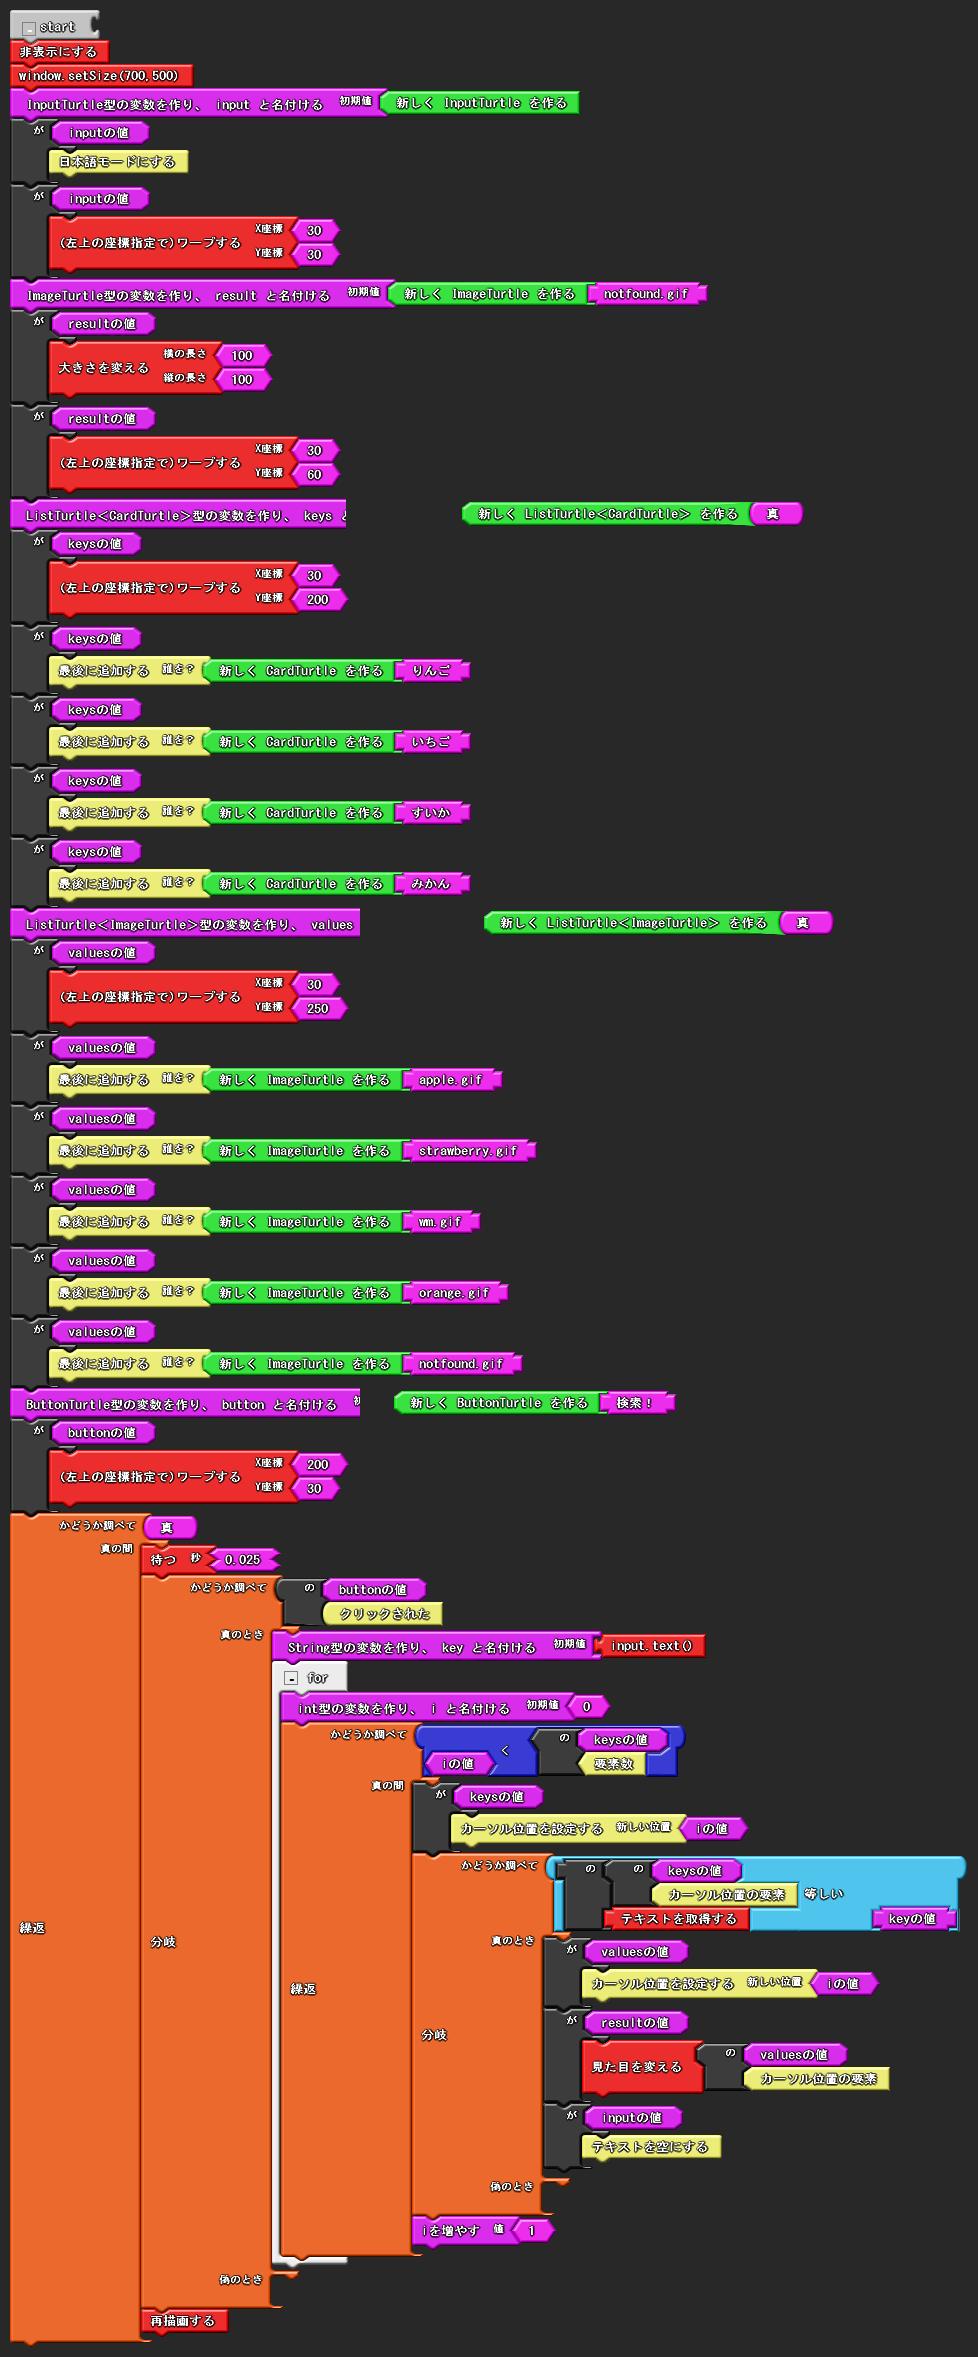 start
非表示にする
window.setSize(700,500)
InputTurtle型の変数を作り、 input と名付ける 初期値 新しく InputTurtle を作る
が inputの値
日本語モードにする
が inputの値
(左上の座標指定で)ワープする X座標 30
Y座標 30
ImageTurtle型の変数を作り、 result と名付ける 初期値 新しく ImageTurtle を作る notfound.gif
が resultの値
大きさを変える 横の長さ 100
縦の長さ 100
が resultの値
(左上の座標指定で)ワープする X座標 30
Y座標 60
ListTurtle<CardTurtle>型の変数を作り、 keys 新しく ListTurtle<CardTurtle> を作る 真
が keysの値
(左上の座標指定で)ワープする X座標 30
Y座標 200
が keysの値
最後に追加する 誰を? 新しく CardTurtle を作る りんご
が keysの値
最後に追加する 誰を? 新しく CardTurtle を作る いちご
が keysの値
最後に追加する 誰を? 新しく CardTurtle を作る すいか
が keysの値
最後に追加する 誰を? 新しく CardTurtle を作る みかん
ListTurtle<ImageTurtle>型の変数を作り、 values 新しく ListTurtle<ImageTurtle> を作る 真
が valuesの値
(左上の座標指定で)ワープする X座標 30
Y座標 250
が valuesの値
最後に追加する 誰を? 新しく ImageTurtle を作る apple.gif
が valuesの値
最後に追加する 誰を? 新しく ImageTurtle を作る strawberry.gif
が valuesの値
最後に追加する 誰を? 新しく ImageTurtle を作る wm.gif
が valuesの値
最後に追加する 誰を? 新しく ImageTurtle を作る orange.gif
が valuesの値
最後に追加する 誰を? 新しく ImageTurtle を作る notfound.gif
ButtonTurtle型の変数を作り、 button と名付ける 新しく ButtonTurtle を作る 検索!
が buttonの値
(左上の座標指定で)ワープする X座標 200
Y座標 30
かどうか調べて 真
真の間 待つ 秒 0.025
かどうか調べて の buttonの値
クリックされた
真のとき String型の変数を作り、 key と名付ける 初期値 input.text()
for
int型の変数を作り、 i と名付ける 初期値 0
かどうか調べて iの値 < の keysの値
要素数
真の間 が keysの値
カーソル位置を設定する 新しい位置 iの値
かどうか調べて の の keysの値
カーソル位置の要素 等しい
テキストを取得する keyの値
繰返
分岐
真のとき が valuesの値
カーソル位置を設定する 新しい位置 iの値
繰返
が resultの値
分岐
見た目を変える の valuesの値
カーソル位置の要素
が inputの値
テキストを空にする
偽のとき
iを増やす 値 1
偽のとき
再描画する